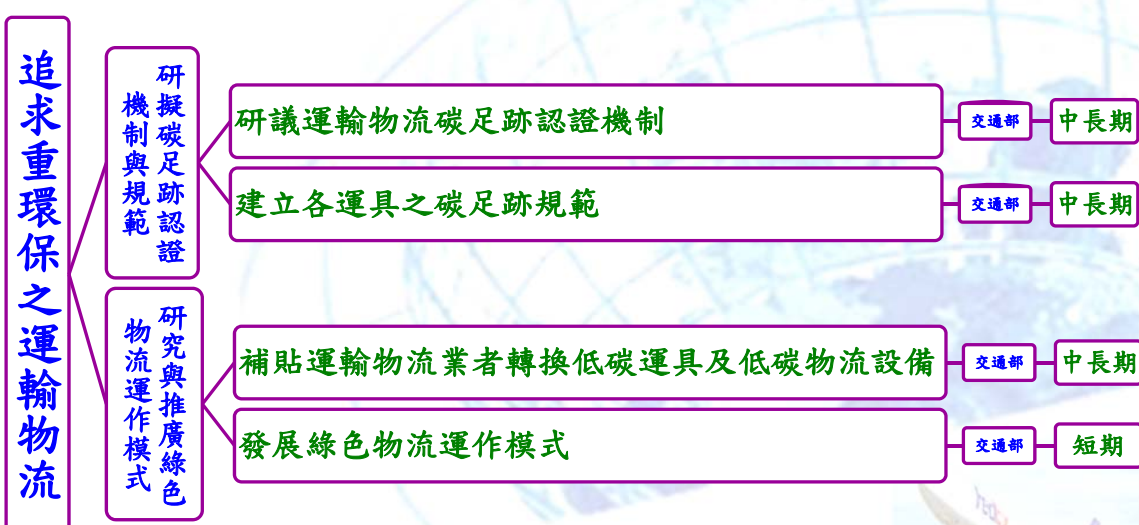 追求重環保之運輸物流
研擬碳足跡認證
機制與規範
研議運輸物流碳足跡認證機制
交通部
中長期
建立各運具之碳足跡規範
交通部
中長期
研究與推廣綠色
物流運作模式
補貼運輸物流業者轉換低碳運具及低碳物流設備
交通部
中長期
發展綠色物流運作模式
交通部
短期